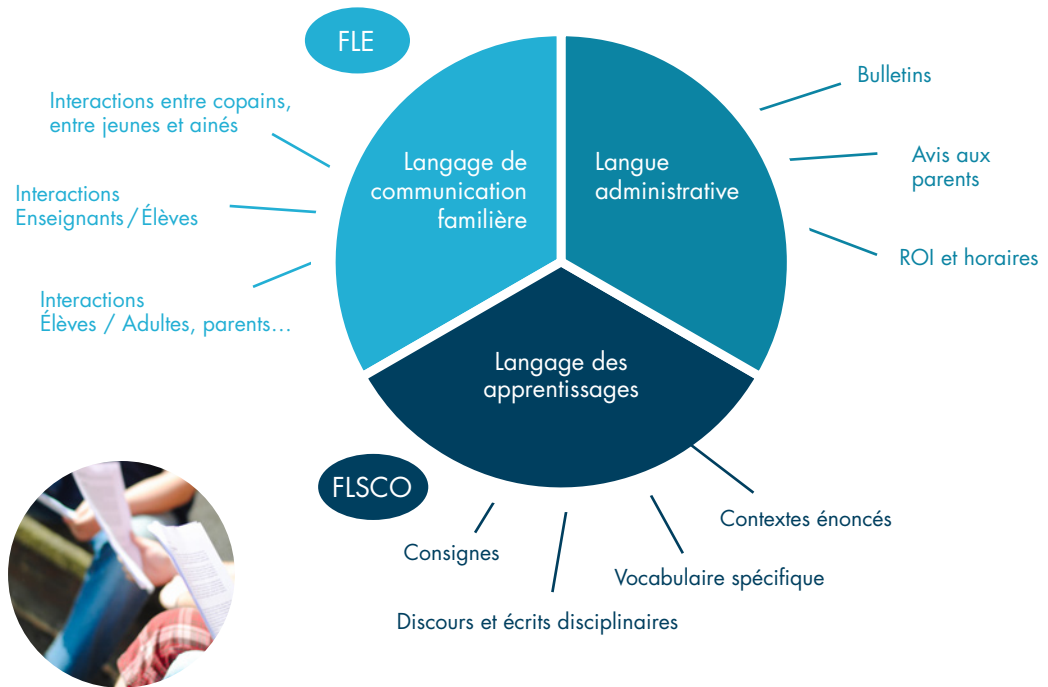 FLE
Interactions entre copains,
entre jeunes et ainés
Interactions
Enseignants / Élèves
Interactions
Élèves / Adultes, parents...
Langage de
communication
familière
Langue
administrative
Bulletins
Avis aux
parents
ROI et horaires
Langage des
apprentissages
FLSCO
Consignes
Discours et écrits disciplinaires
Vocabulaire spécifique
Contextes énoncés